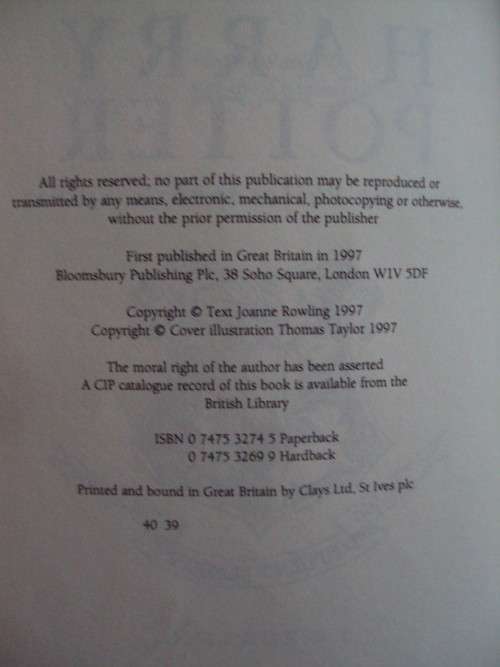 HARRY
POTTER
All rights reserved; no part of this publication may be reproduced or
transmitted by any means, electronic, mechanical, photocopying or otherwise,
without the prior permission of the publisher
First published in Great Britain in 1997
Bloomsbury Publishing Plc, 38 Soho Square, London W1V 5DF
Copyright © Text Joanne Rowling 1997
Copyright © Cover illustration Thomas Taylor 1997
The moral right of the author has been asserted
A CIP catalogue record of this book is available from the
British Library
ISBN 0 7475 3274 5 Paperback
0 7475 3269 9 Hardback
Printed and bound in Great Britain by Clays Ltd, St Ives plc
40 39